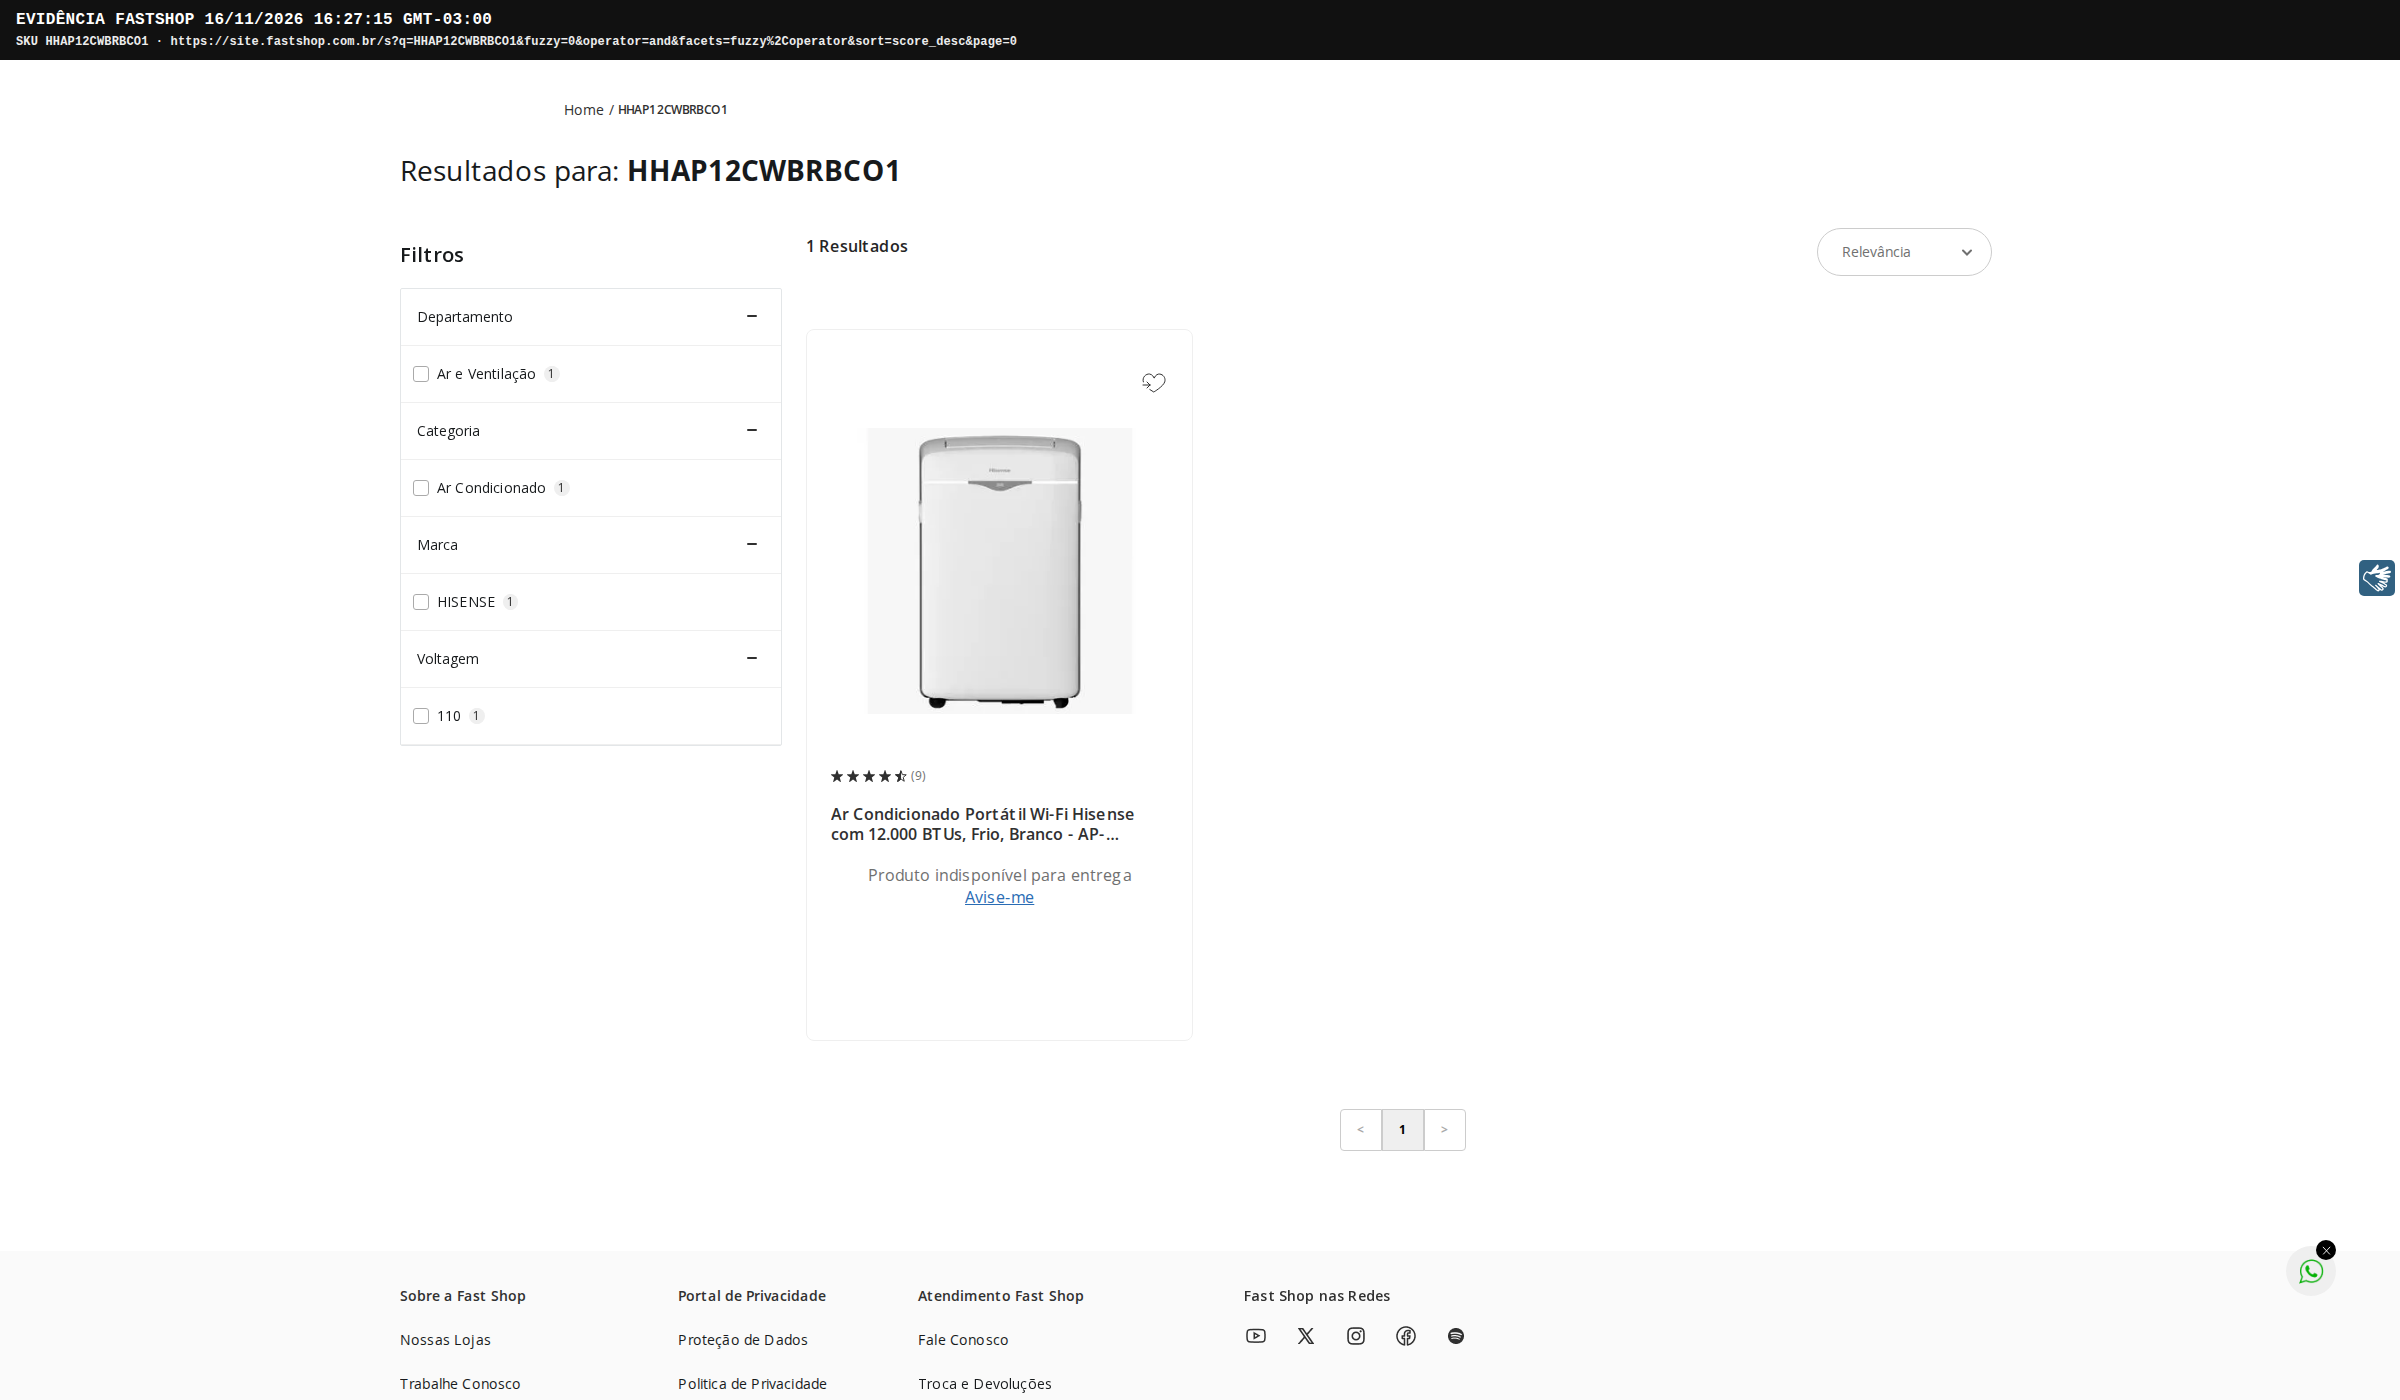 EVIDÊNCIA FASTSHOP 16/11/2026 16:27:15 GMT-03:00
SKU HHAP12CWBRBCO1 · https://site.fastshop.com.br/s?q=HHAP12CWBRBCO1&fuzzy=0&operator=and&facets=fuzzy%2Coperator&sort=score_desc&page=0
Home / HHAP12CWBRBCO1
Resultados para: HHAP12CWBRBCO1
Filtros
1 Resultados
Relevância
Departamento
Ar e Ventilação 1
Categoria
Ar Condicionado 1
Marca
HISENSE 1
Voltagem
110 1
Hisense
(9)
Ar Condicionado Portátil Wi-Fi Hisense
com 12.000 BTUs, Frio, Branco - AP-...
Produto indisponível para entrega
Avise-me
< 1 >
Sobre a Fast Shop
Nossas Lojas
Trabalhe Conosco
Portal de Privacidade
Proteção de Dados
Politica de Privacidade
Atendimento Fast Shop
Fale Conosco
Troca e Devoluções
Fast Shop nas Redes